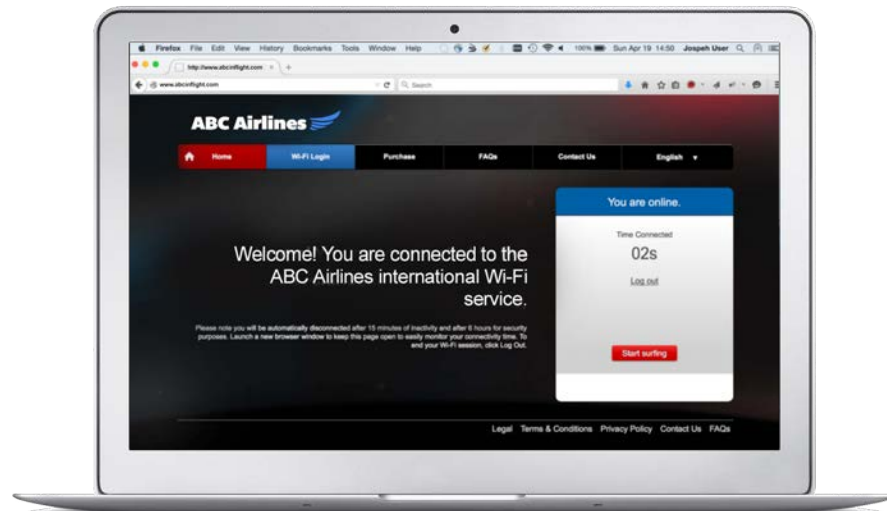 Firefox File Edit View History Bookmarks Tools Window Help 100% Sun Apr 19 14:50 Jospeh User
http://www.abcinflight.com
www.abcinflight.com Search
ABC Airlines
Home Wi-Fi Login Purchase FAQs Contact Us English
You are online.
Time Connected
02s
Log out
Start surfing
Welcome! You are connected to the
ABC Airlines international Wi-Fi
service.
Please note you will be automatically disconnected after 15 minutes of inactivity and after 6 hours for security
purposes. Launch a new browser window to keep this page open to easily monitor your connectivity time. To
end your Wi-Fi session, click Log Out.
Legal Terms & Conditions Privacy Policy Contact Us FAQs